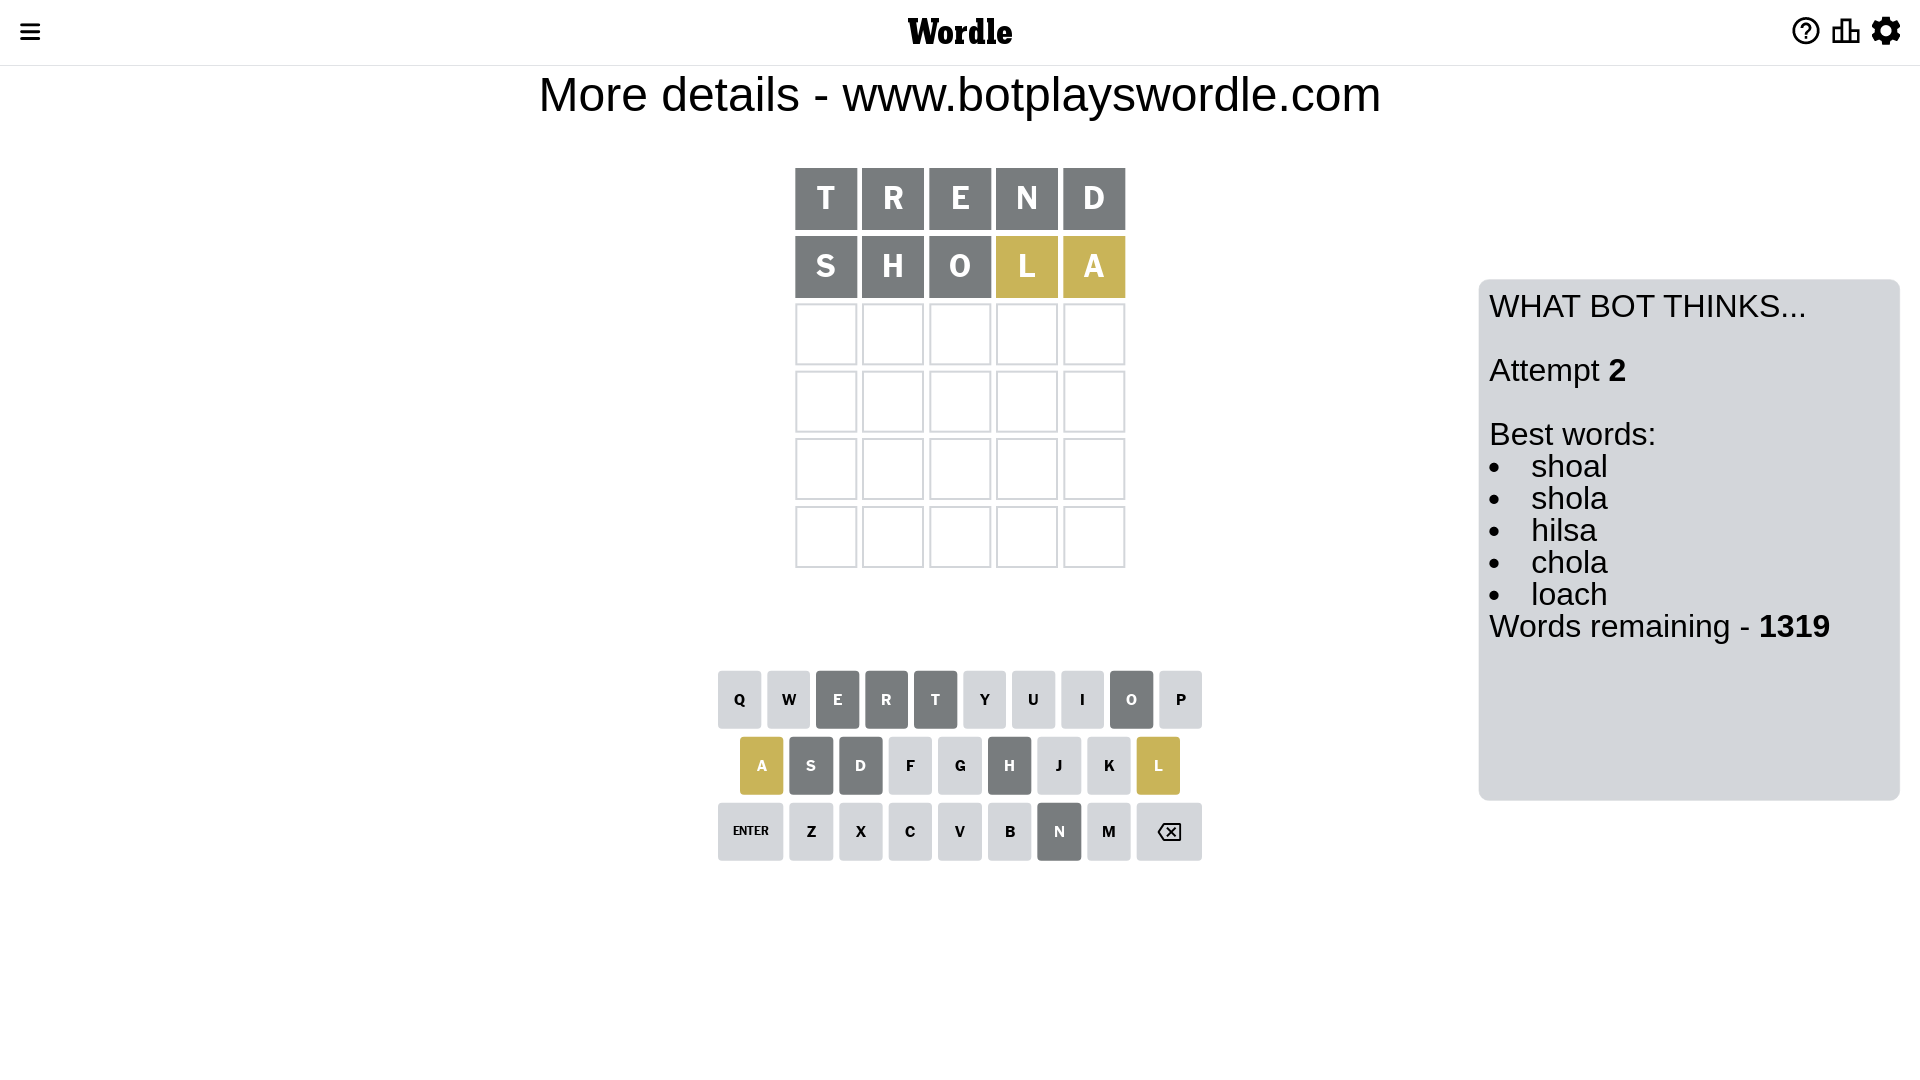 Wordle
More details - www.botplayswordle.com
T R E N D
S H O L A
WHAT BOT THINKS...
Attempt 2
Best words:
• shoal
• shola
• hilsa
• chola
• loach
Words remaining - 1319
Q W E R T Y U I O P
A S D F G H J K L
ENTER Z X C V B N M